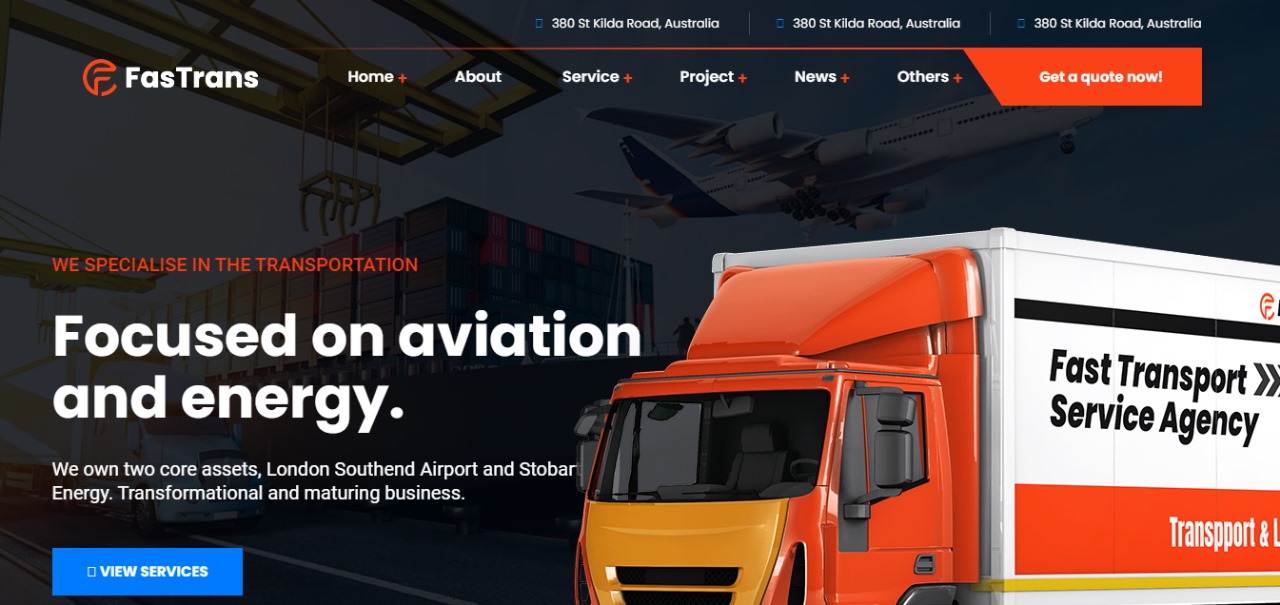 380 St Kilda Road, Australia
380 St Kilda Road, Australia
380 St Kilda Road, Australia
FasTrans
Home +
About
Service +
Project +
News +
Others +
Get a quote now!
WE SPECIALISE IN THE TRANSPORTATION
Focused on aviation
and energy.
We own two core assets, London Southend Airport and Stobart
Energy. Transformational and maturing business.
VIEW SERVICES
Fast Transport
Service Agency
Transpport & L